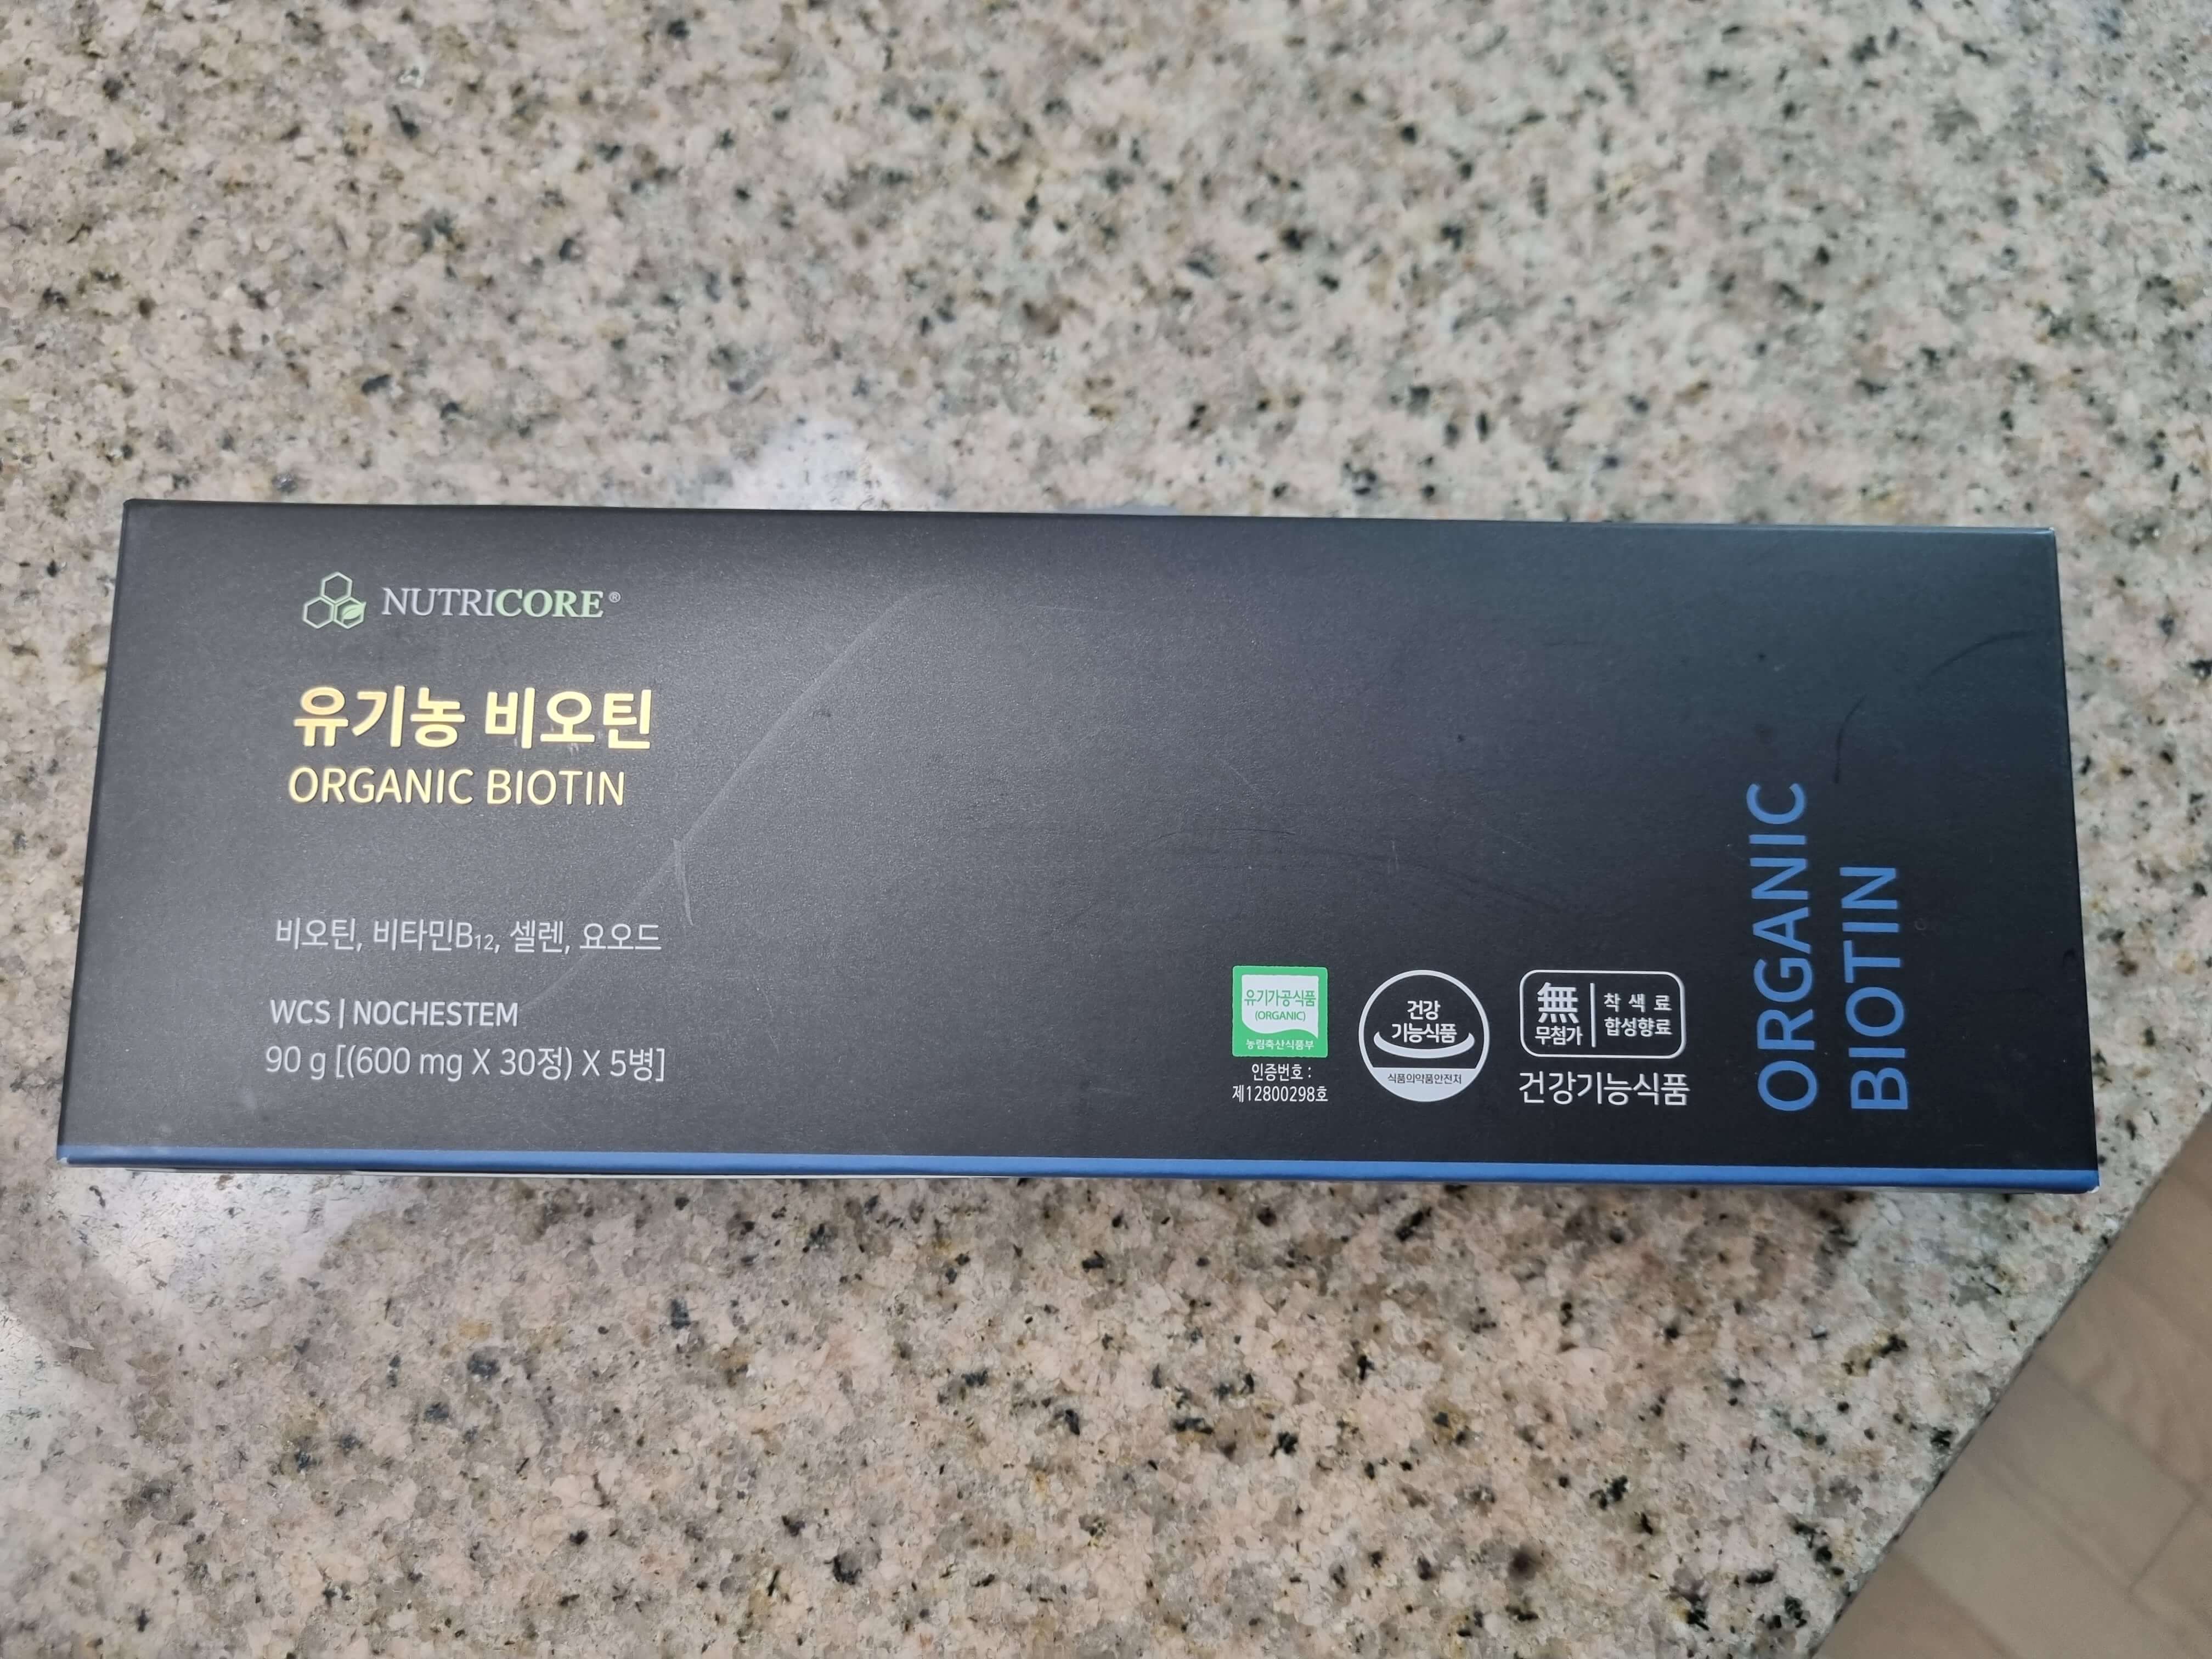 NUTRICORE®
유기농 비오틴
ORGANIC BIOTIN
비오틴, 비타민B₁₂, 셀렌, 요오드
WCS | NOCHESTEM
90 g [(600 mg X 30정) X 5병]
유기가공식품
(ORGANIC)
농림축산식품부
인증번호 :
제12800298호
건강
기능식품
식품의약품안전처
無
무첨가
착색료
합성향료
건강기능식품
ORGANIC
BIOTIN